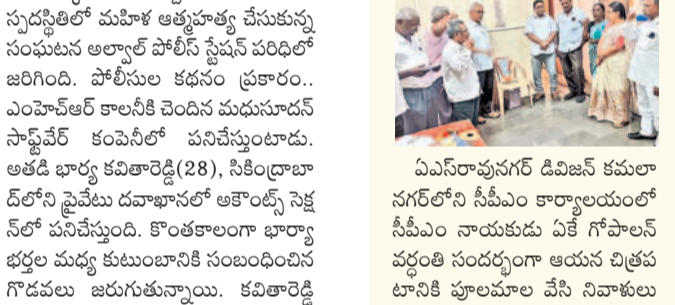 స్పదస్థితిలో మహిళ ఆత్మహత్య చేసుకున్న
సంఘటన అల్వాల్ పోలీస్ స్టేషన్ పరిధిలో
జరిగింది. పోలీసుల కథనం ప్రకారం..
ఎంహెచ్ఆర్ కాలనీకి చెందిన మధుసూదన్
సాఫ్ట్‌వేర్ కంపెనీలో పనిచేస్తుంటాడు.
అతడి భార్య కవితారెడ్డి(28), సికింద్రాబా
ద్‌లోని ప్రైవేటు దవాఖానలో అకౌంట్స్ సెక్ష
న్‌లో పనిచేస్తుంది. కొంతకాలంగా భార్యా
భర్తల మధ్య కుటుంబానికి సంబంధించిన
గొడవలు జరుగుతున్నాయి. కవితారెడ్డి
ఏఎస్‌రావునగర్ డివిజన్ కమలా
నగర్‌లోని సీపీఎం కార్యాలయంలో
సీపీఎం నాయకుడు ఏకే గోపాలన్
వర్ధంతి సందర్భంగా ఆయన చిత్రప
టానికి పూలమాల వేసి నివాళులు